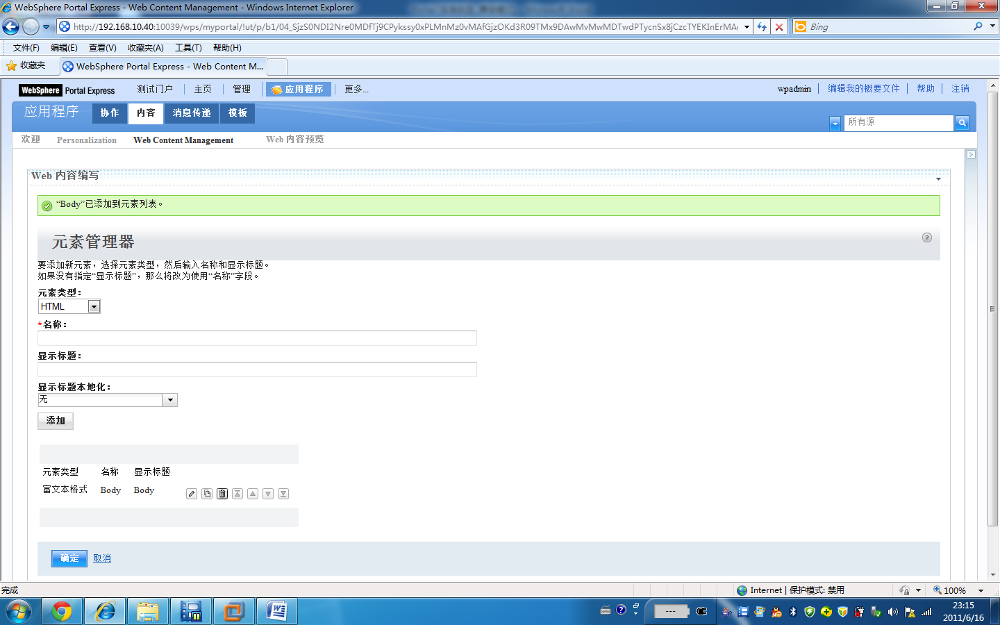 WebSphere Portal Express - Web Content Management - Windows Internet Explorer
http://192.168.10.40:10039/wps/myportal/!ut/p/b1/04_SjzS0NDI2Nre0MDfTj9CPykssy0xPLMnMz0vMAfGjzOKd3R09TMx9DAwMvMwMDTwdPTycnSx8jCzcTYEKInErMA
Bing
文件(F) 编辑(E) 查看(V) 收藏夹(A) 工具(T) 帮助(H)
收藏夹 WebSphere Portal Express - Web Content M...
WebSphere Portal Express 测试门户 主页 管理 应用程序 更多... wpadmin 编辑我的概要文件 帮助 注销
应用程序 协作 内容 消息传递 模板
所有源
欢迎 Personalization Web Content Management Web 内容预览
Web 内容编写
“Body”已添加到元素列表。
元素管理器
?
要添加新元素，选择元素类型，然后输入名称和显示标题。
如果没有指定“显示标题”，那么将改为使用“名称”字段。
元素类型：
HTML
*名称：
显示标题：
显示标题本地化：
无
添加
元素类型 名称 显示标题
富文本格式 Body Body
确定 取消
完成 Internet | 保护模式: 禁用 100%
23:15
2011/6/16